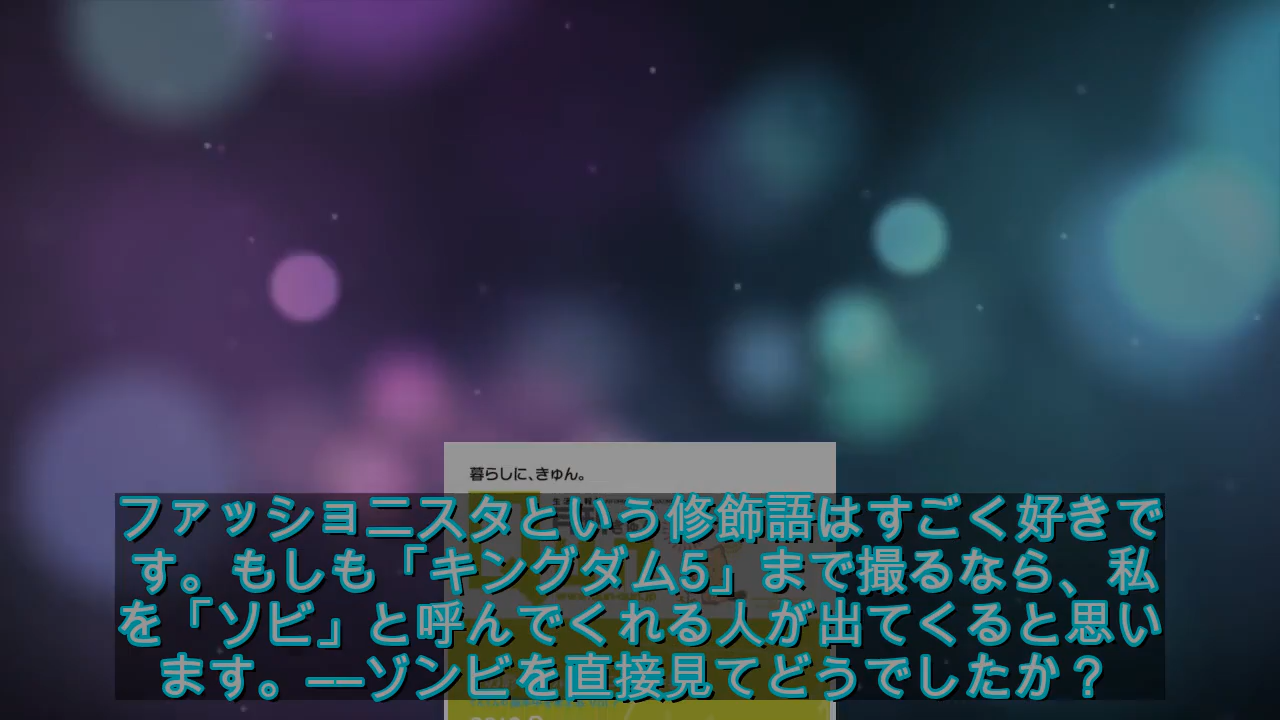 暮らしに、きゅん。
ファッショニスタという修飾語はすごく好きで
す。もしも「キングダム5」まで撮るなら、私
を「ソビ」と呼んでくれる人が出てくると思い
ます。––ゾンビを直接見てどうでしたか？